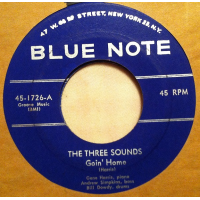 47 W. 63rd STREET, NEW YORK 23, N.Y.
BLUE NOTE
45-1726-A
Groove Music
(BMI)
45 RPM
THE THREE SOUNDS
Goin' Home
(Harris)
Gene Harris, piano
Andrew Simpkins, bass
Bill Dowdy, drums